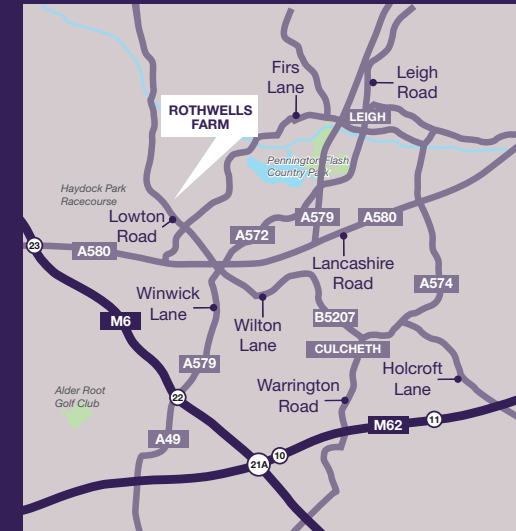 Firs
Lane
Leigh
Road
ROTHWELLS
FARM
LEIGH
Pennington Flash
Country Park
Haydock Park
Racecourse
Lowton
Road
A579
A580
A572
23
A580
Lancashire
Road
A574
Winwick
Lane
M6
Wilton
Lane
B5207
CULCHETH
A579
Holcroft
Lane
Warrington
Road
Alder Root
Golf Club
22
11
M62
A49
10
21A